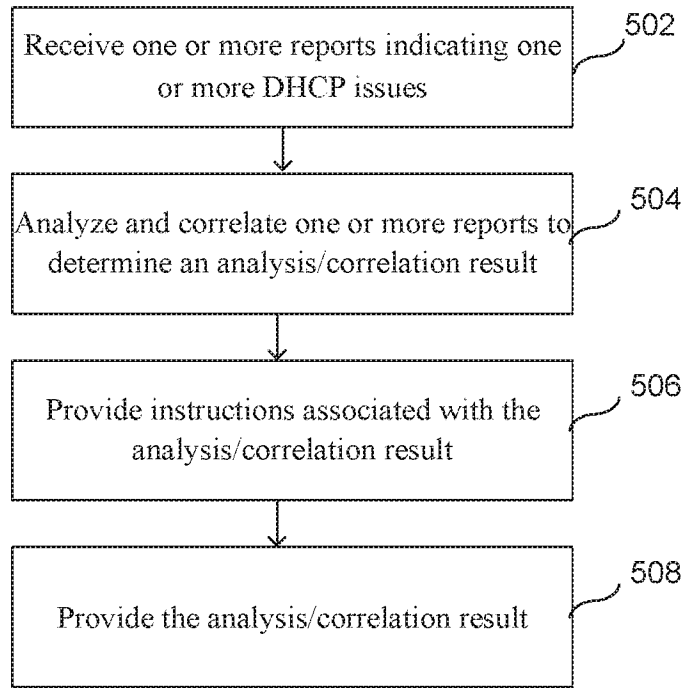 Receive one or more reports indicating one
or more DHCP issues
502
Analyze and correlate one or more reports to
determine an analysis/correlation result
504
Provide instructions associated with the
analysis/correlation result
506
Provide the analysis/correlation result
508